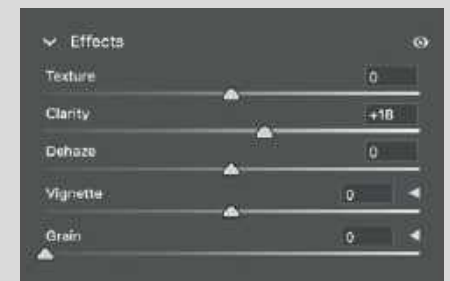 Effects
Texture 0
Clarity +18
Dehaze 0
Vignette 0
Grain 0